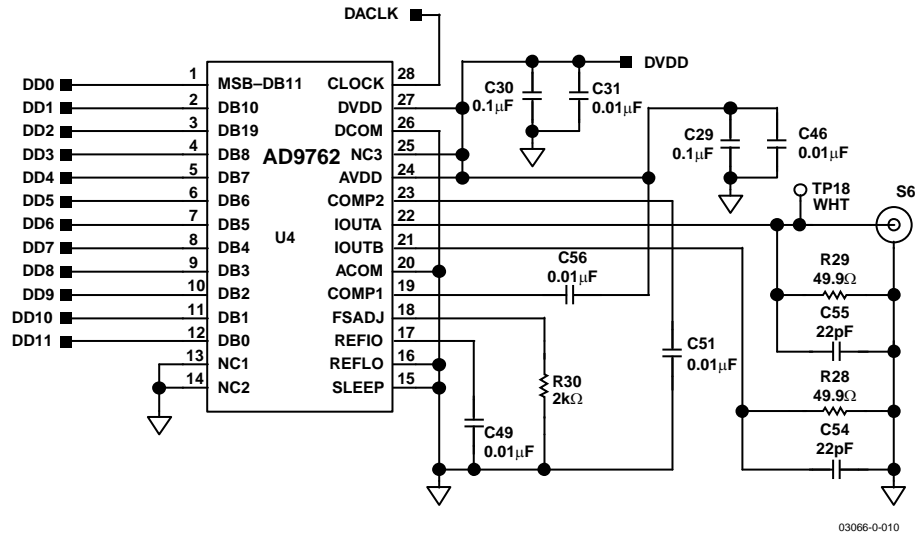 DACLK
DVDD
DD0
DD1
DD2
DD3
DD4
DD5
DD6
DD7
DD8
DD9
DD10
DD11
1
2
3
4
5
6
7
8
9
10
11
12
13
14
MSB–DB11
DB10
DB19
DB8
DB7
DB6
DB5
DB4
DB3
DB2
DB1
DB0
NC1
NC2
AD9762
U4
CLOCK
DVDD
DCOM
NC3
AVDD
COMP2
IOUTA
IOUTB
ACOM
COMP1
FSADJ
REFIO
REFLO
SLEEP
28
27
26
25
24
23
22
21
20
19
18
17
16
15
C30
0.1µF
C31
0.01µF
C29
0.1µF
C46
0.01µF
TP18
WHT
S6
C56
0.01µF
R29
49.9Ω
C55
22pF
C51
0.01µF
R30
2kΩ
R28
49.9Ω
C54
22pF
C49
0.01µF
03066-0-010